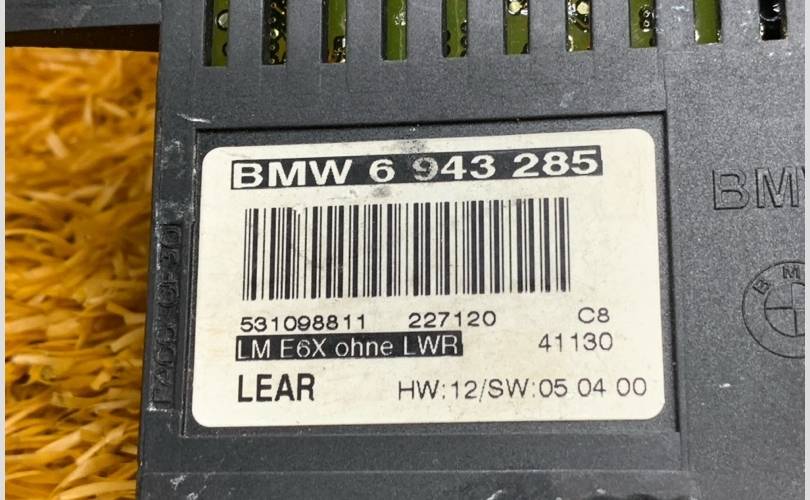 BMW 6 943 285
531098811 227120 C8
LM E6X ohne LWR 41130
LEAR HW:12/SW:05 04 00
BMW
BM